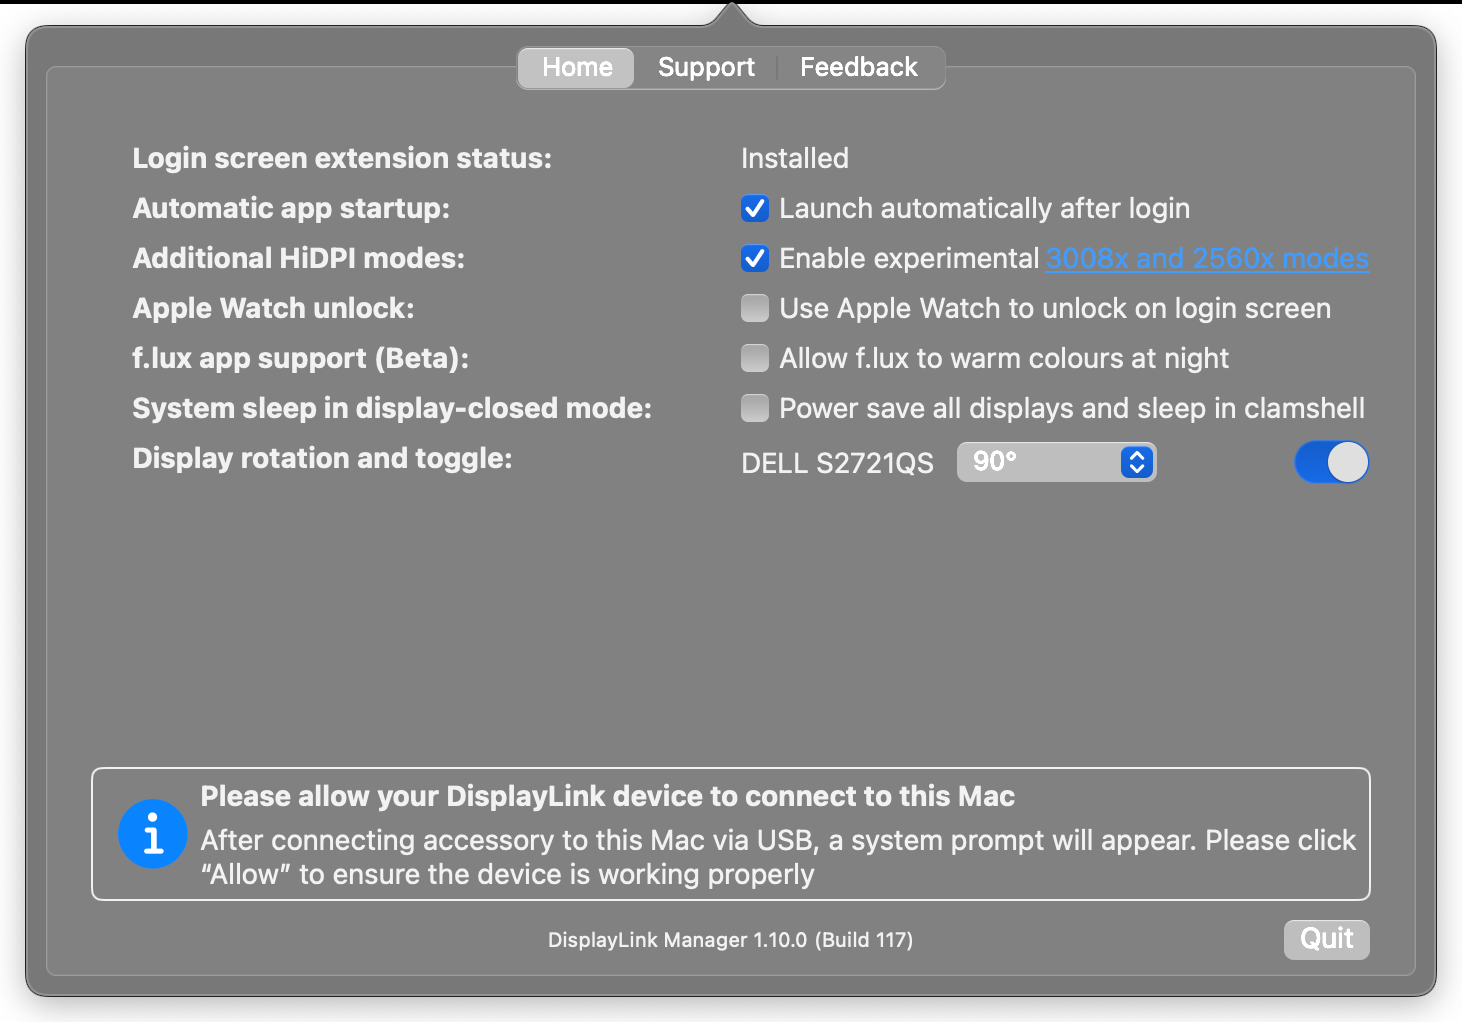 Home Support Feedback
Login screen extension status: Installed
Automatic app startup: Launch automatically after login
Additional HiDPI modes: Enable experimental 3008x and 2560x modes
Apple Watch unlock: Use Apple Watch to unlock on login screen
f.lux app support (Beta): Allow f.lux to warm colours at night
System sleep in display-closed mode: Power save all displays and sleep in clamshell
Display rotation and toggle: DELL S2721QS 90°
Please allow your DisplayLink device to connect to this Mac
After connecting accessory to this Mac via USB, a system prompt will appear. Please click
“Allow” to ensure the device is working properly
DisplayLink Manager 1.10.0 (Build 117)
Quit